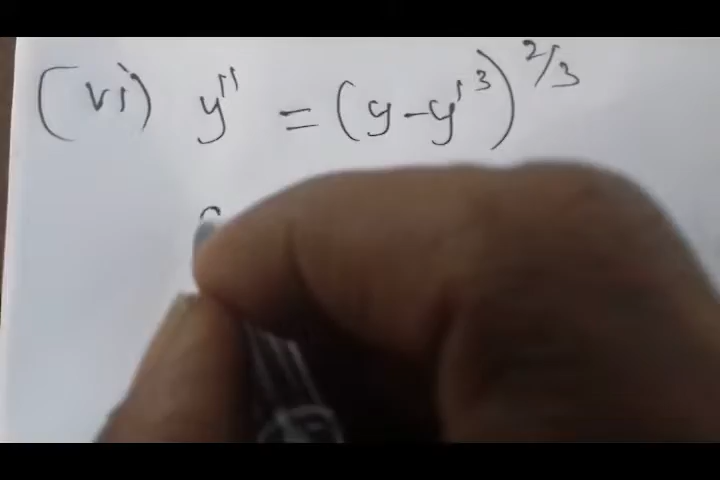 (vi) y'' = (y-y'³)^2/3